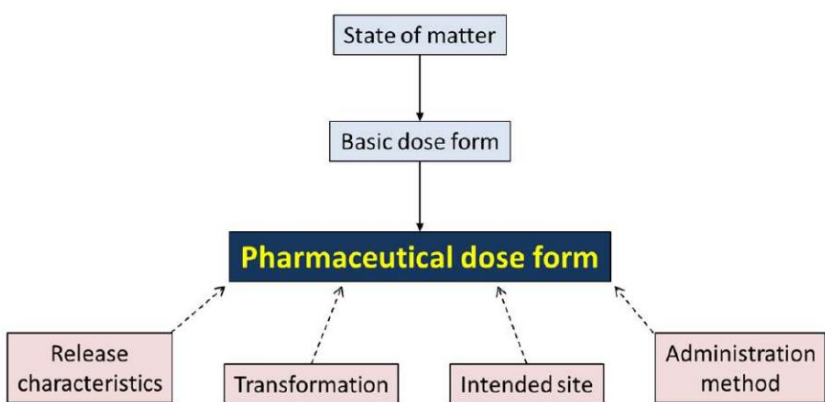 State of matter
Basic dose form
Pharmaceutical dose form
Release
characteristics
Transformation
Intended site
Administration
method